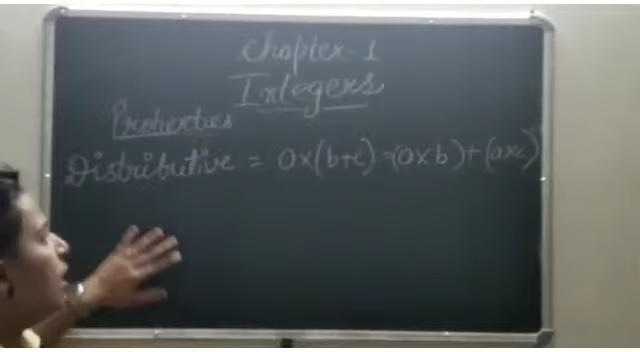 Chapter-1
Integers
Properties
Distributive = a×(b+c) =(a×b)+(a×c)